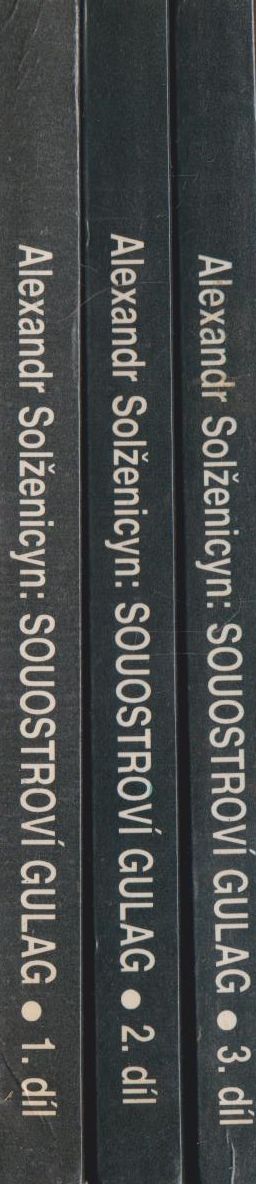 Alexandr Solženicyn: SOUOSTROVÍ GULAG • 1. díl
Alexandr Solženicyn: SOUOSTROVÍ GULAG • 2. díl
Alexandr Solženicyn: SOUOSTROVÍ GULAG • 3. díl